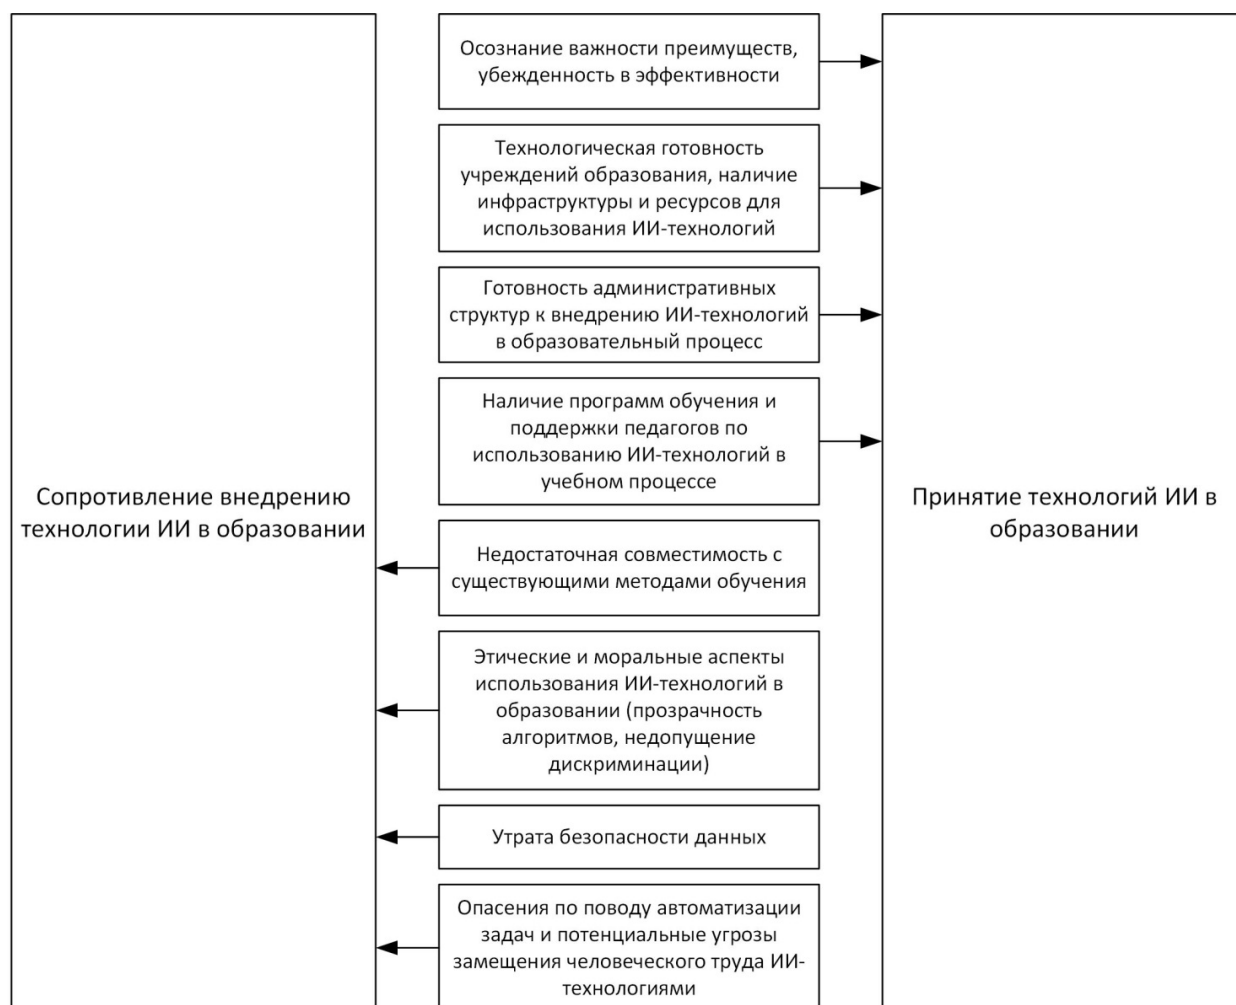 Осознание важности преимуществ,
убежденность в эффективности
Технологическая готовность
учреждений образования, наличие
инфраструктуры и ресурсов для
использования ИИ-технологий
Готовность административных
структур к внедрению ИИ-технологий
в образовательный процесс
Наличие программ обучения и
поддержки педагогов по
использованию ИИ-технологий в
учебном процессе
Сопротивление внедрению
технологии ИИ в образовании
Принятие технологий ИИ в
образовании
Недостаточная совместимость с
существующими методами обучения
Этические и моральные аспекты
использования ИИ-технологий в
образовании (прозрачность
алгоритмов, недопущение
дискриминации)
Утрата безопасности данных
Опасения по поводу автоматизации
задач и потенциальные угрозы
замещения человеческого труда ИИ-
технологиями